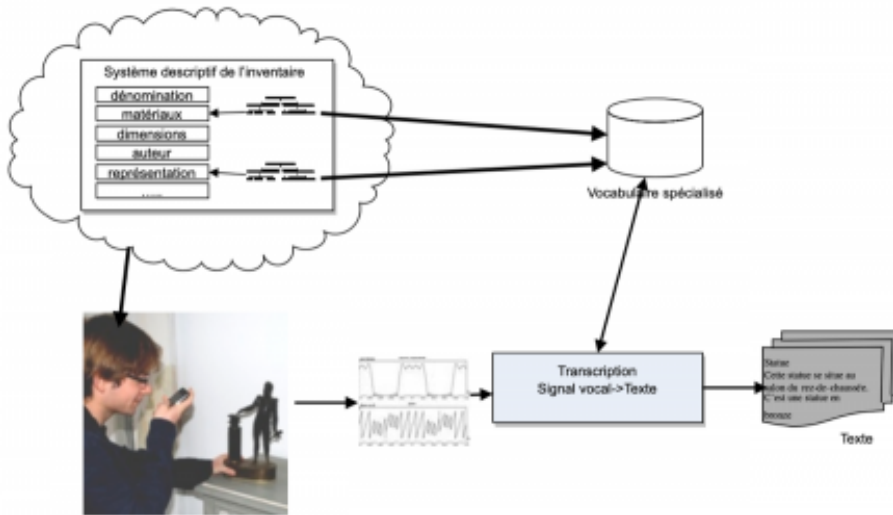 Système descriptif de l'inventaire
dénomination
matériaux
dimensions
auteur
représentation
Vocabulaire spécialisé
Transcription
Signal vocal->Texte
Statue
Cette statue se situe au
salon du rez-de-chaussée.
C'est une statue en
bronze
Texte